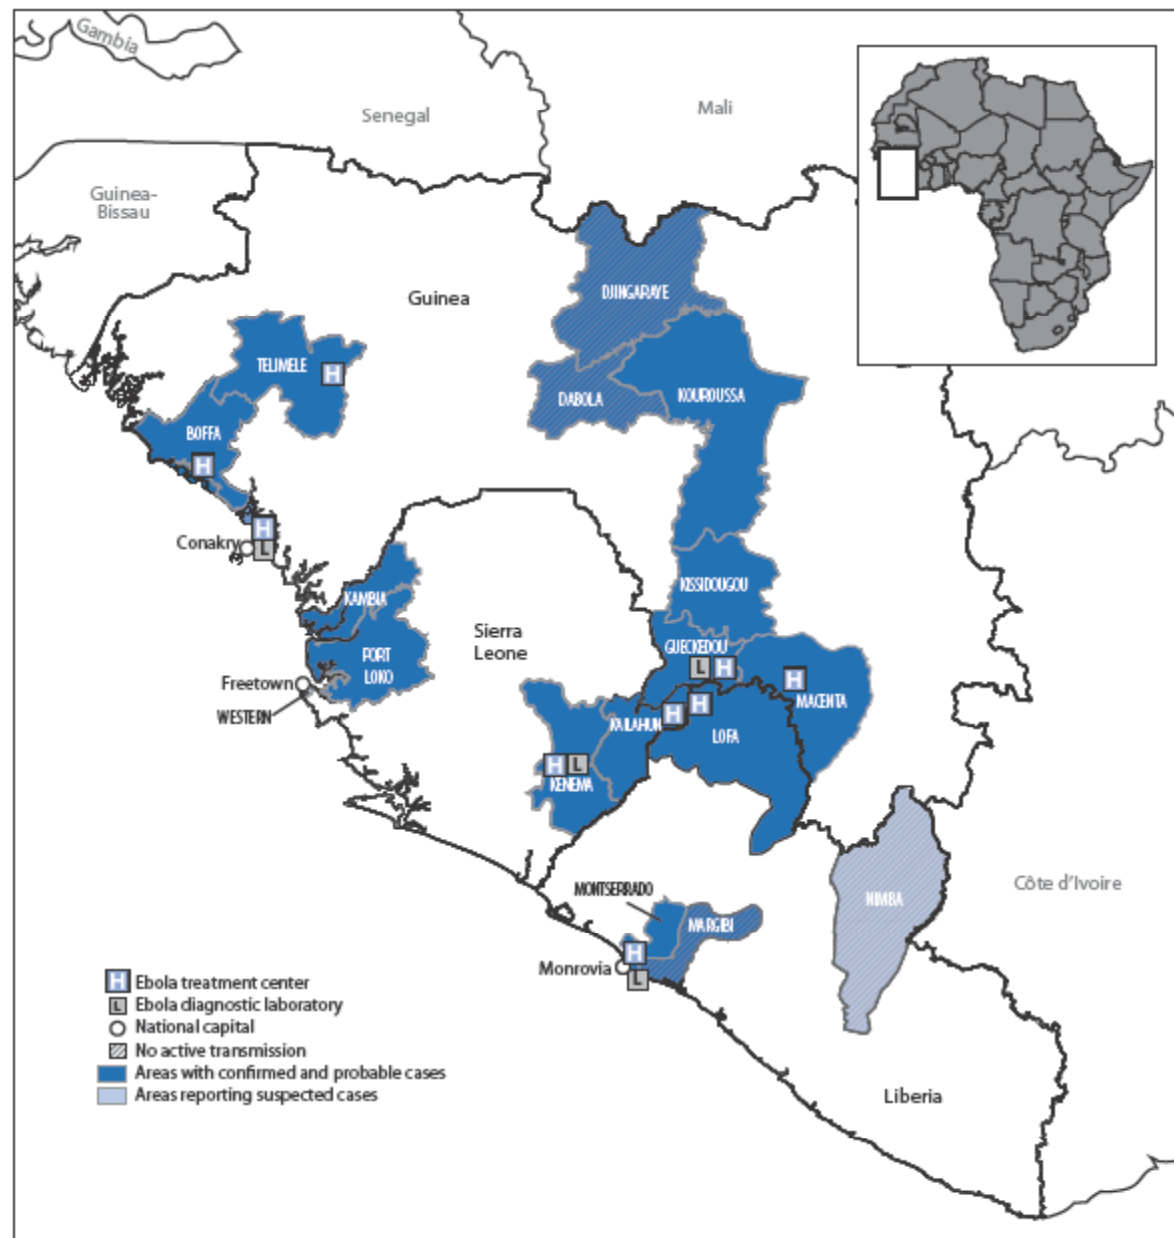 Gambia
Senegal
Mali
Guinea-
Bissau
Guinea
DJINGARAYE
TELIMELE
DABOLA
KOUROUSSA
BOFFA
H
H
H
Conakry
L
KISSIDOUGOU
KAMBIA
Sierra
Leone
GUECKEDOU
PORT
LOKO
L
H
H
MACENTA
Freetown
WESTERN
KAILAHUN
H
H
LOFA
H
L
KENEMA
MONTSERRADO
NIMBA
Côte d'Ivoire
MARGIBI
H
Monrovia
L
H Ebola treatment center
L Ebola diagnostic laboratory
National capital
No active transmission
Areas with confirmed and probable cases
Areas reporting suspected cases
Liberia